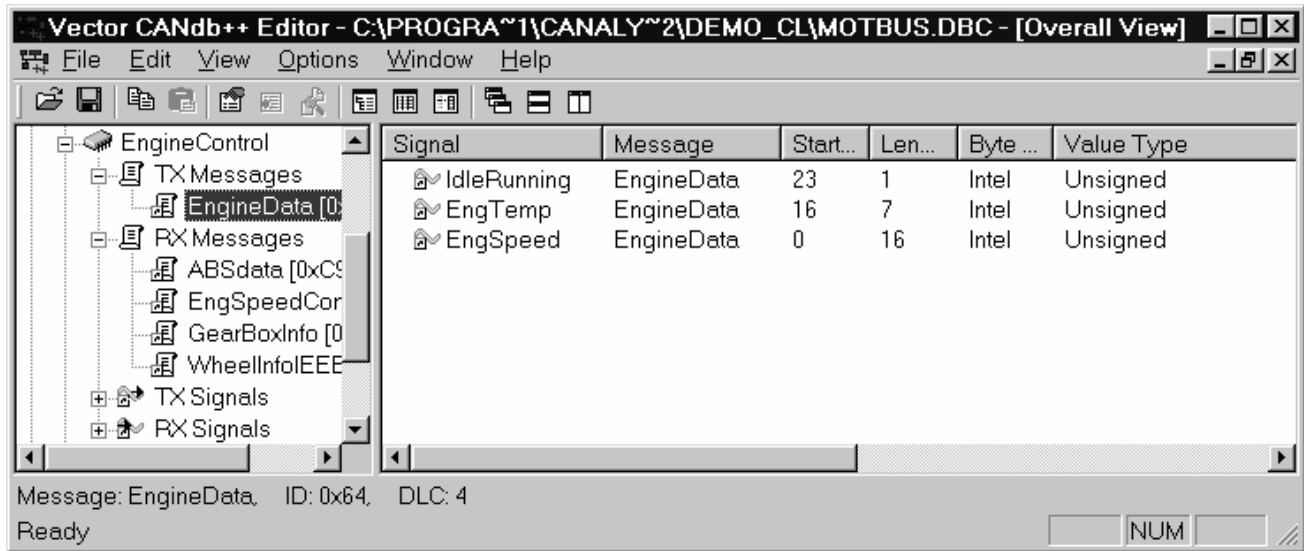 Vector CANdb++ Editor - C:\PROGRA~1\CANALY~2\DEMO_CL\MOTBUS.DBC - [Overall View]
File Edit View Options Window Help
EngineControl
TX Messages
EngineData [0x
RX Messages
ABSdata [0xC9
EngSpeedCor
GearBoxInfo [0
WheelInfoIEEE
TX Signals
RX Signals
Signal Message Start... Len... Byte ... Value Type
IdleRunning EngineData 23 1 Intel Unsigned
EngTemp EngineData 16 7 Intel Unsigned
EngSpeed EngineData 0 16 Intel Unsigned
Message: EngineData, ID: 0x64, DLC: 4
Ready NUM